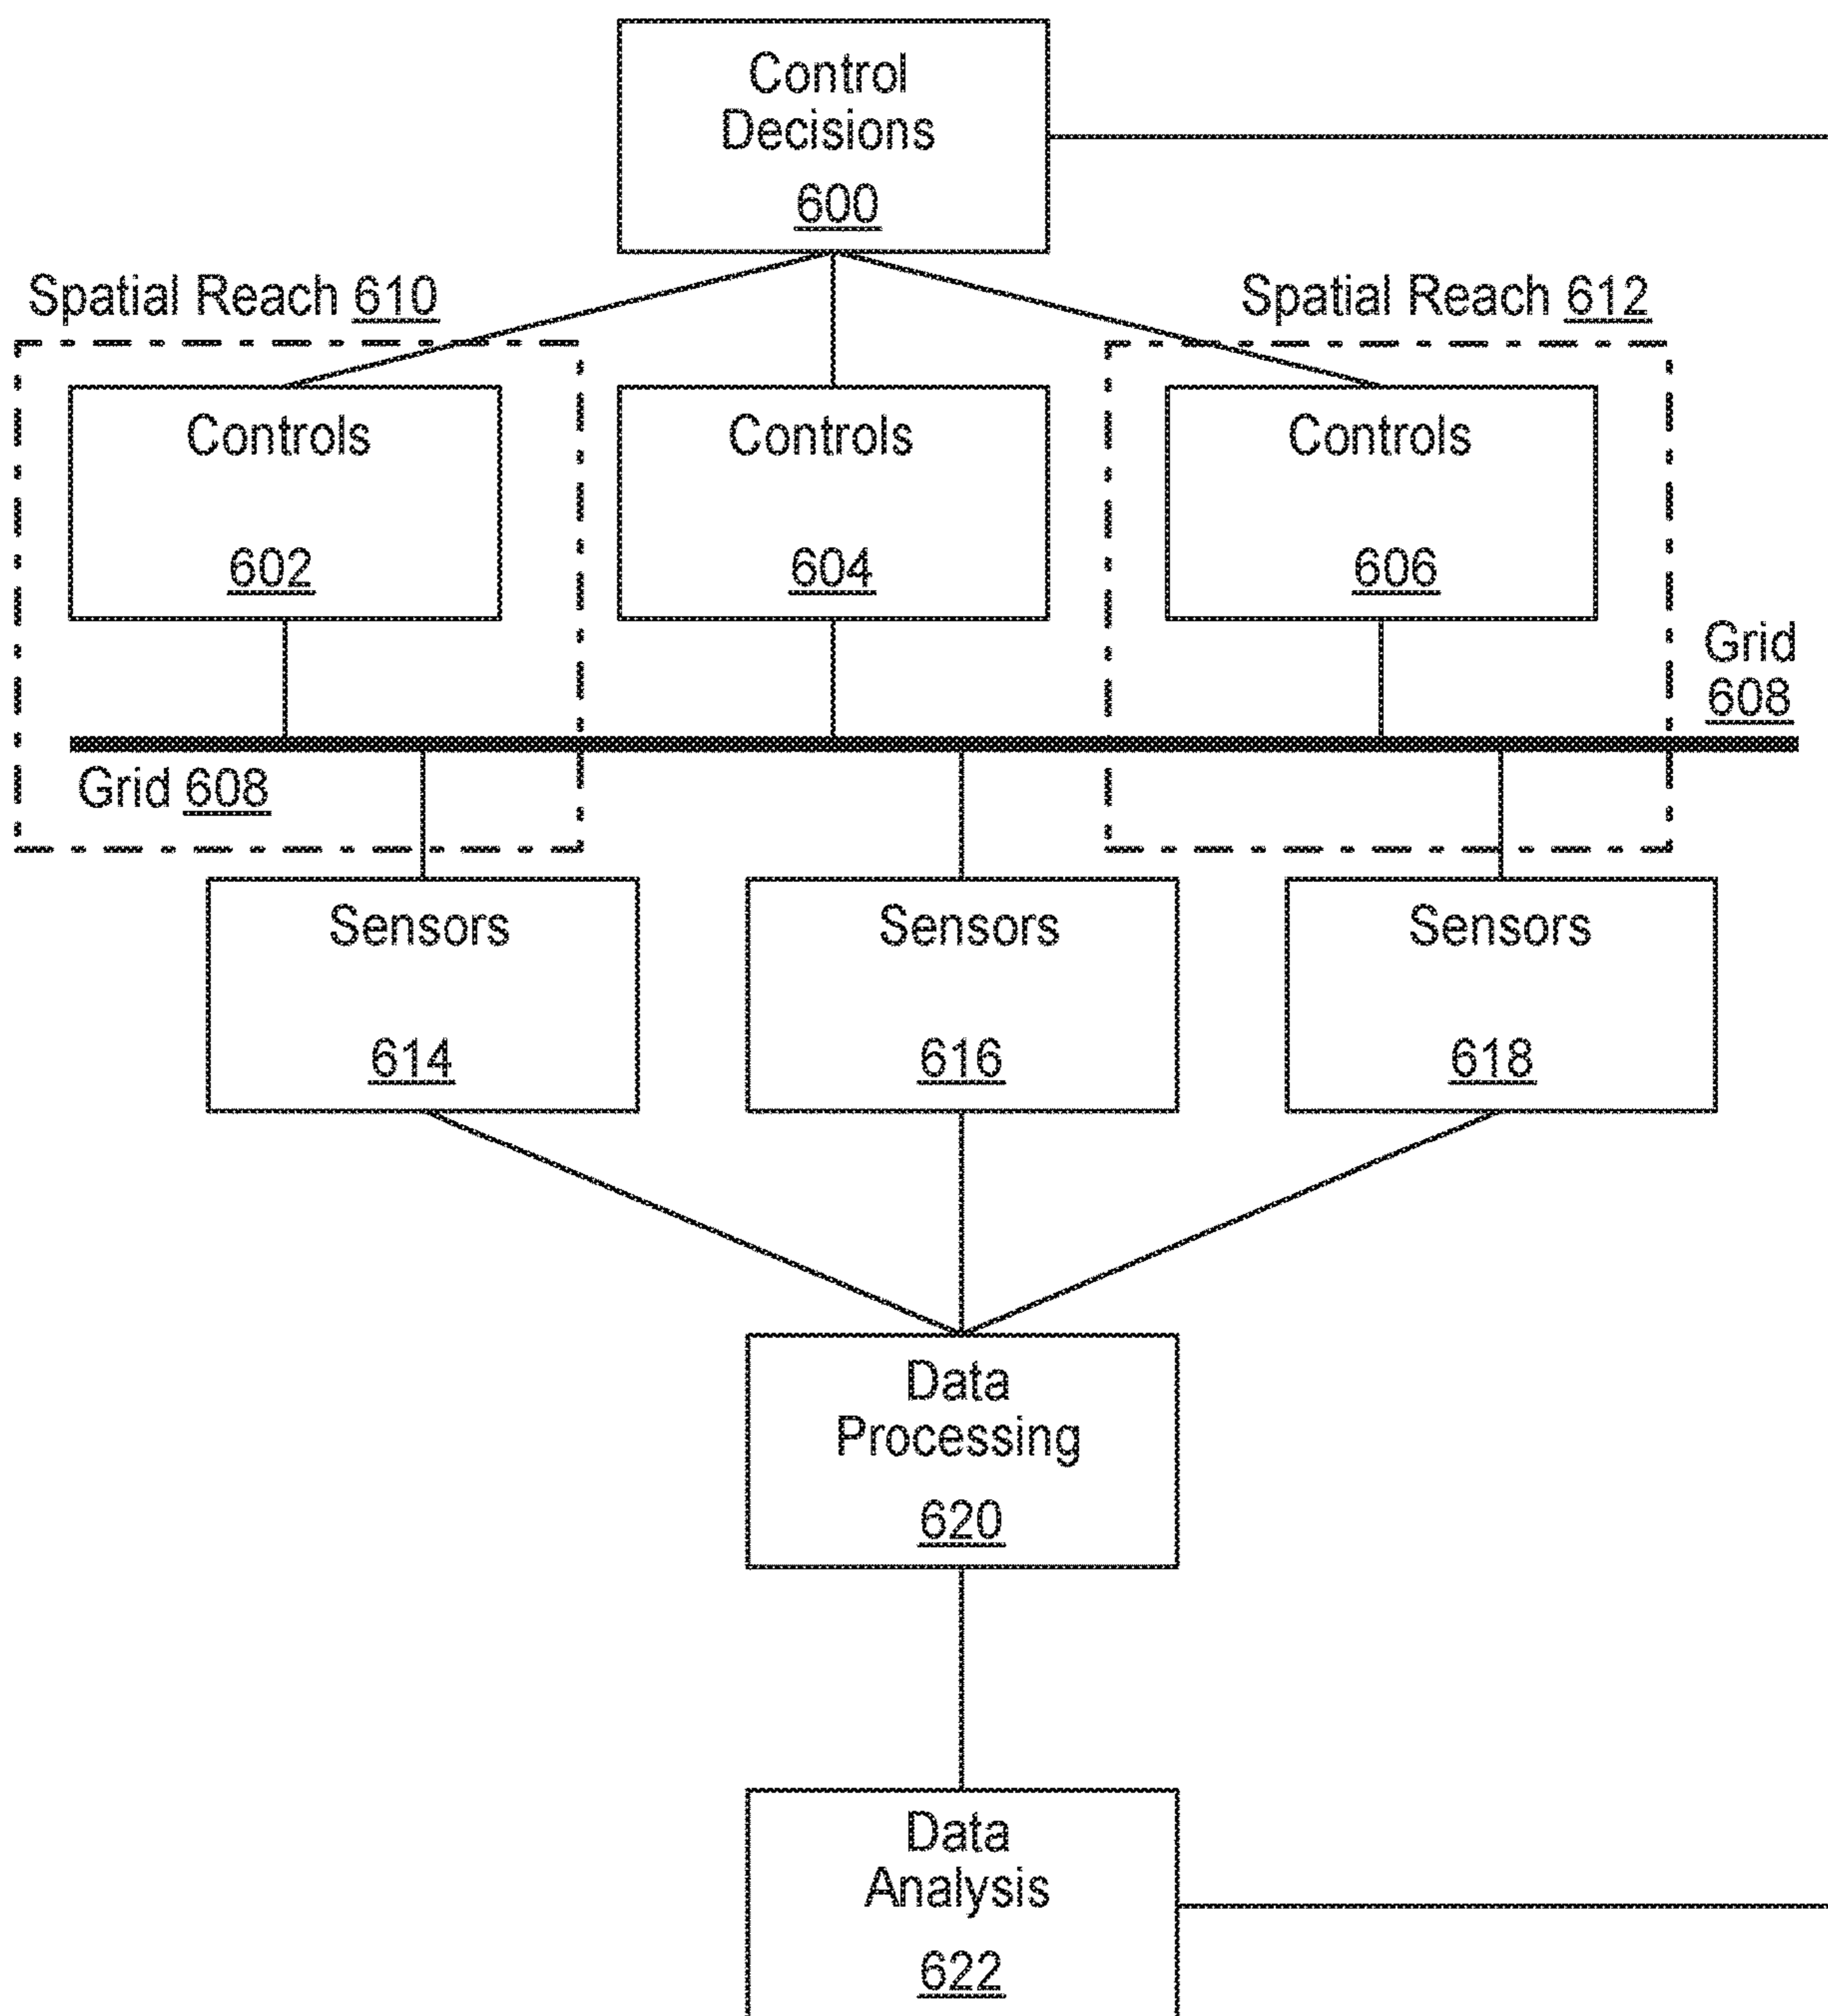 Control
Decisions
600
Spatial Reach 610
Spatial Reach 612
Controls
602
Controls
604
Controls
606
Grid
608
Grid 608
Sensors
614
Sensors
616
Sensors
618
Data
Processing
620
Data
Analysis
622